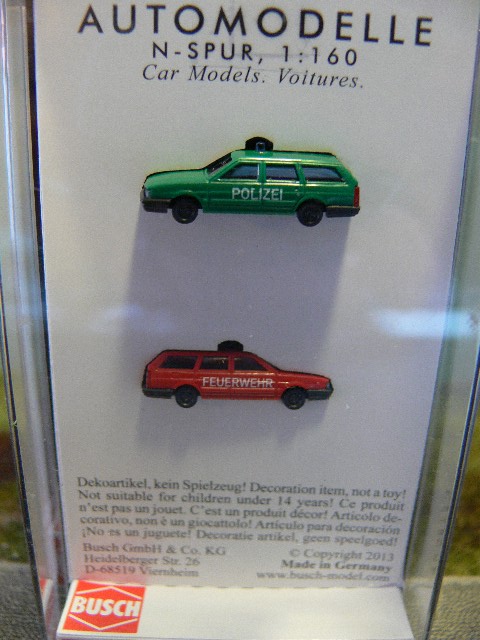 AUTOMODELLE
N-SPUR, 1:160
Car Models. Voitures.
POLIZEI
FEUERWEHR
Dekoartikel, kein Spielzeug! Decoration item, not a toy!
Not suitable for children under 14 years! Ce produit
n'est pas un jouet. C'est un produit décor! Articolo de-
corativo, non è un giocattolo! Artículo para decoración
¡No es un juguete! Decoratie artikel, geen speelgoed!
Busch GmbH & Co. KG
Heidelberger Str. 26
D-68519 Viernheim
© Copyright 2013
Made in Germany
www.busch-model.com
BUSCH